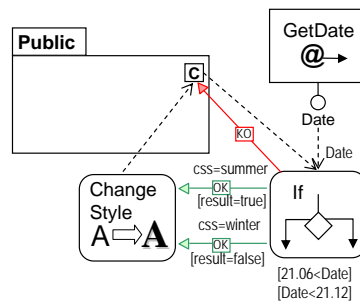 GetDate
@
Public
C
Date
KO
Date
css=summer
OK
[result=true]
Change
Style
A A
If
css=winter
OK
[result=false]
[21.06<Date]
[Date<21.12]